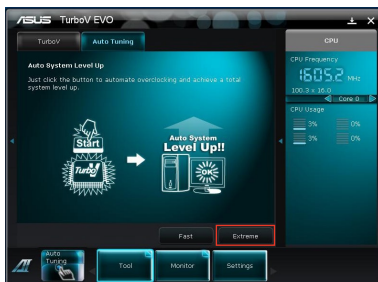 ASUS TurboV EVO
TurboV
Auto Tuning
Auto System Level Up
Just click the button to automate overclocking and achieve a total
system level up.
Start
Turbo!
Auto System
Level Up!!
OK
Fast
Extreme
CPU
CPU Frequency
1605.2 MHz
100.3 x 16.0
Core 0
CPU Usage
3%
0%
3%
0%
Auto
Tuning
Tool
Monitor
Settings